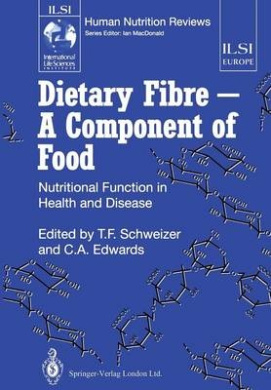 ILSI
Human Nutrition Reviews
Series Editor: Ian MacDonald
International
Life Sciences
INSTITUTE
ILSI
EUROPE
Dietary Fibre —
A Component of
Food
Nutritional Function in
Health and Disease
Edited by T.F. Schweizer
and C.A. Edwards
Springer-Verlag London Ltd.